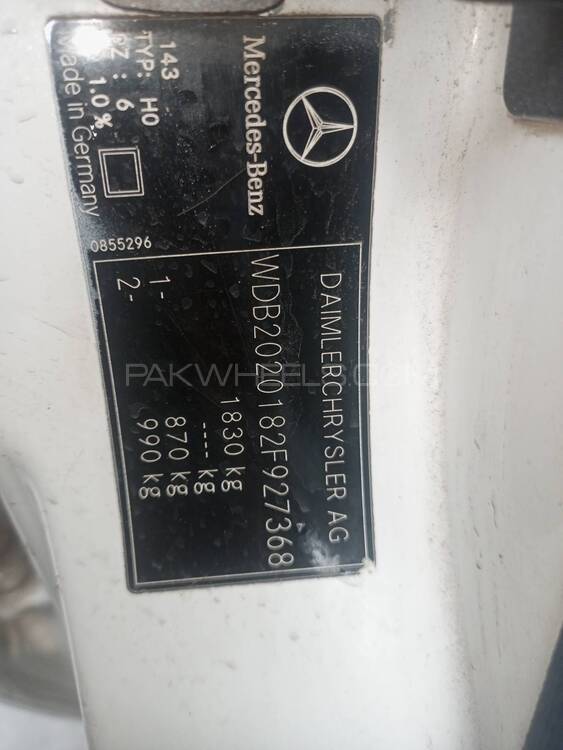 Mercedes-Benz
143
TYP: H0
SZ : 6
1.0 %
Made in Germany
0855296
DAIMLERCHRYSLER AG
WDB2020182F927368
1830 kg
---- kg
1- 870 kg
2- 990 kg
PAKWHEELS.COM